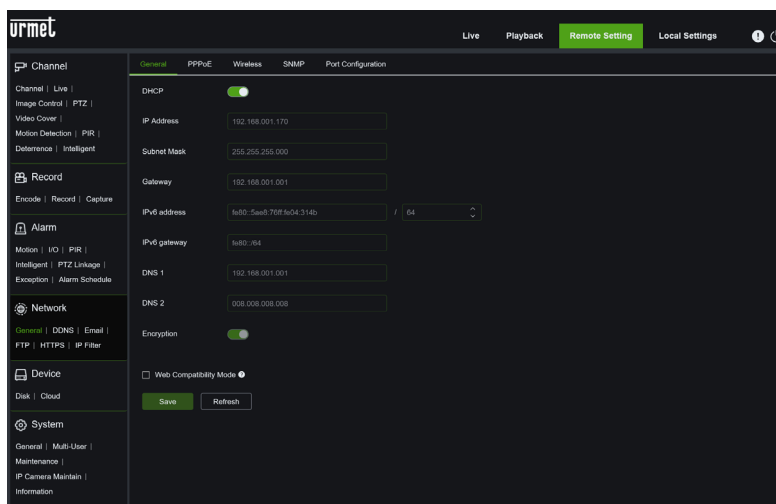 urmet
Live Playback Remote Setting Local Settings
Channel
Channel | Live |
Image Control | PTZ |
Video Cover |
Motion Detection | PIR |
Deterrence | Intelligent
Record
Encode | Record | Capture
Alarm
Motion | I/O | PIR |
Intelligent | PTZ Linkage |
Exception | Alarm Schedule
Network
General | DDNS | Email |
FTP | HTTPS | IP Filter
Device
Disk | Cloud
System
General | Multi-User |
Maintenance |
IP Camera Maintain |
Information
General PPPoE Wireless SNMP Port Configuration
DHCP
IP Address 192.168.001.170
Subnet Mask 255.255.255.000
Gateway 192.168.001.001
IPv6 address fe80::5ae8:76ff:fe04:314b / 64
IPv6 gateway fe80::/64
DNS 1 192.168.001.001
DNS 2 008.008.008.008
Encryption
Web Compatibility Mode ?
Save Refresh